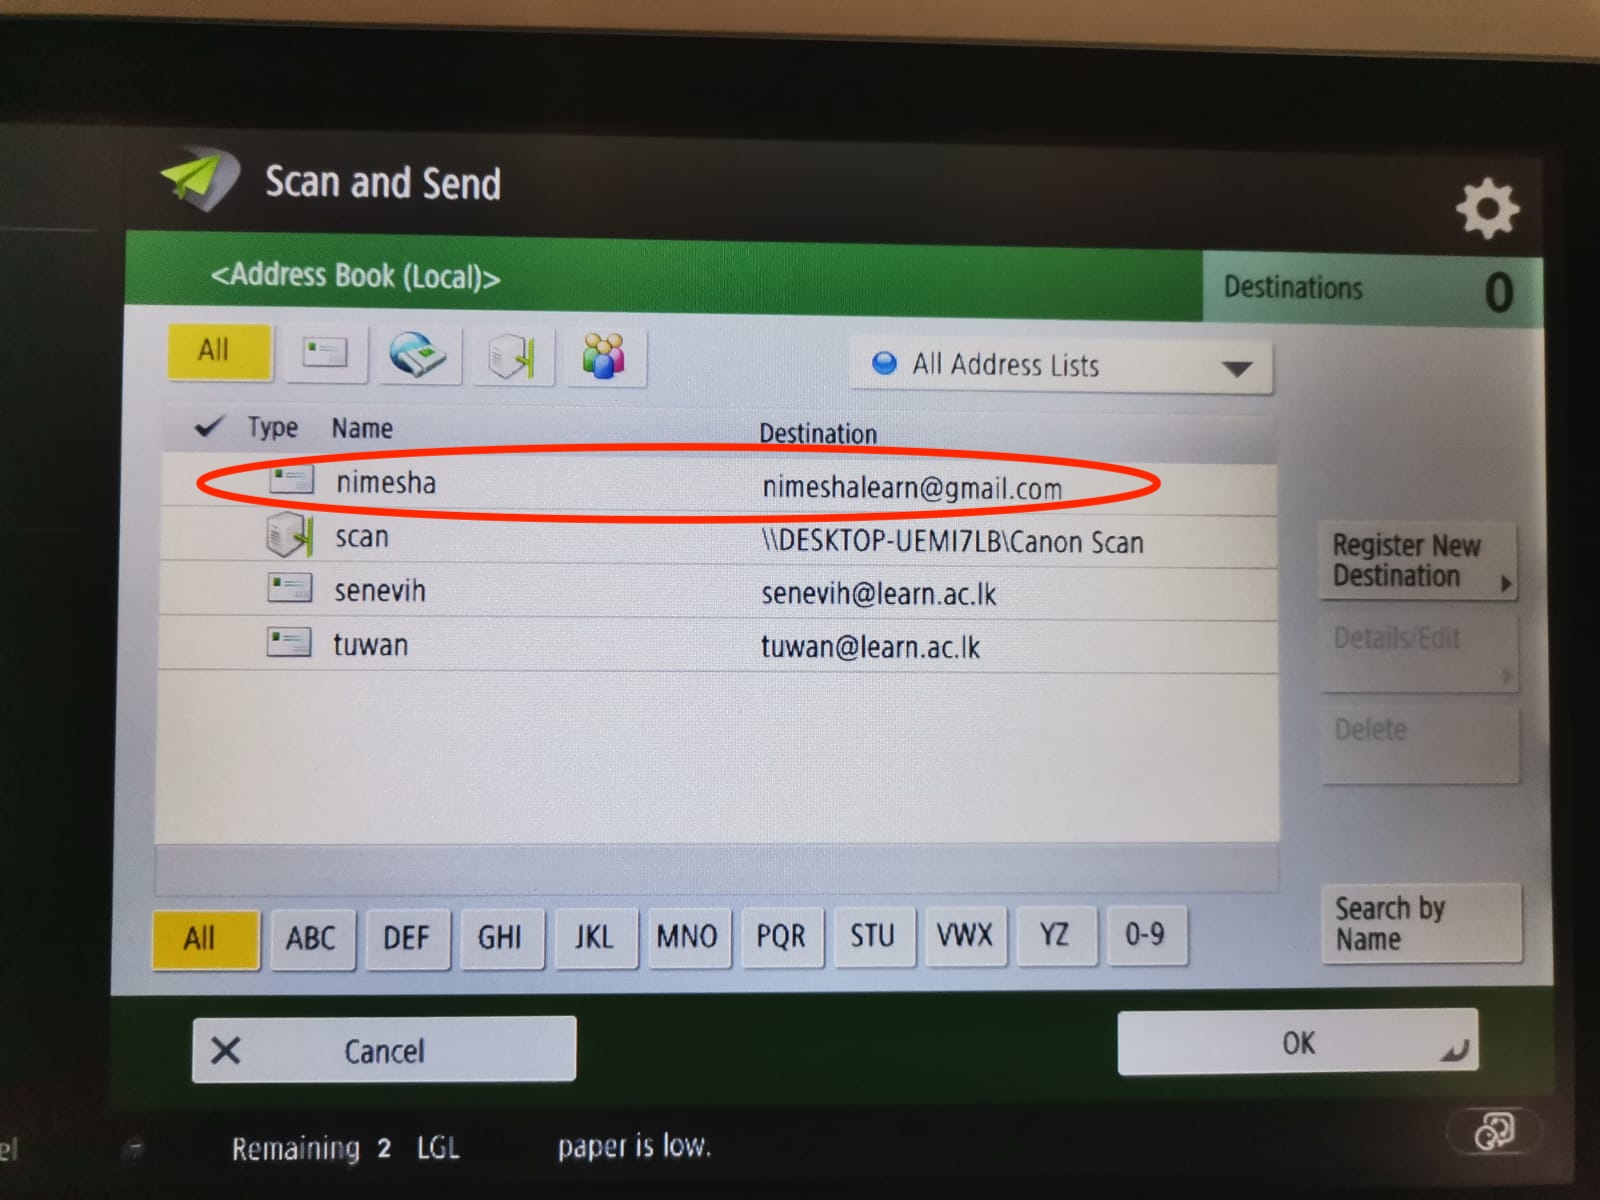 Scan and Send
<Address Book (Local)>
Destinations 0
All
All Address Lists
Type Name Destination
nimesha nimeshalearn@gmail.com
scan \\DESKTOP-UEMI7LB\Canon Scan
senevih senevih@learn.ac.lk
tuwan tuwan@learn.ac.lk
Register New
Destination
Details/Edit
Delete
Search by
Name
All ABC DEF GHI JKL MNO PQR STU VWX YZ 0-9
Cancel
OK
Remaining 2 LGL paper is low.